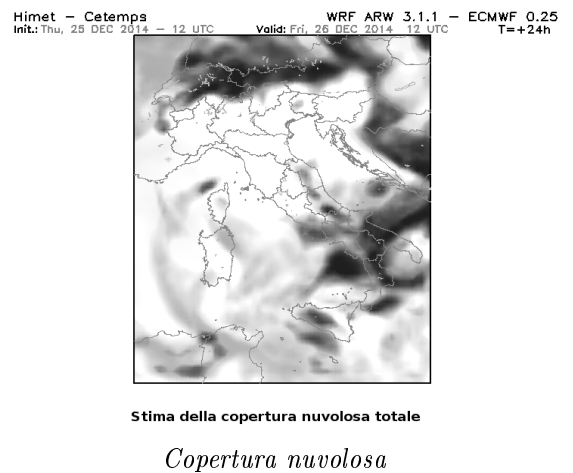 Himet – Cetemps WRF ARW 3.1.1 – ECMWF 0.25
Init.: Thu, 25 DEC 2014 – 12 UTC Valid: Fri, 26 DEC 2014 12 UTC T=+24h
Stima della copertura nuvolosa totale
Copertura nuvolosa